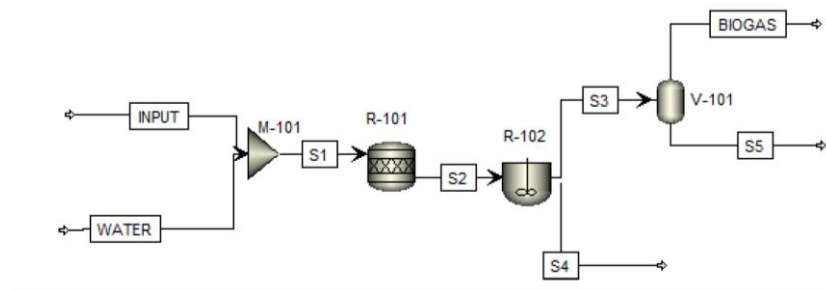 BIOGAS
S3
V-101
INPUT
M-101
R-101
R-102
S5
S1
S2
WATER
S4